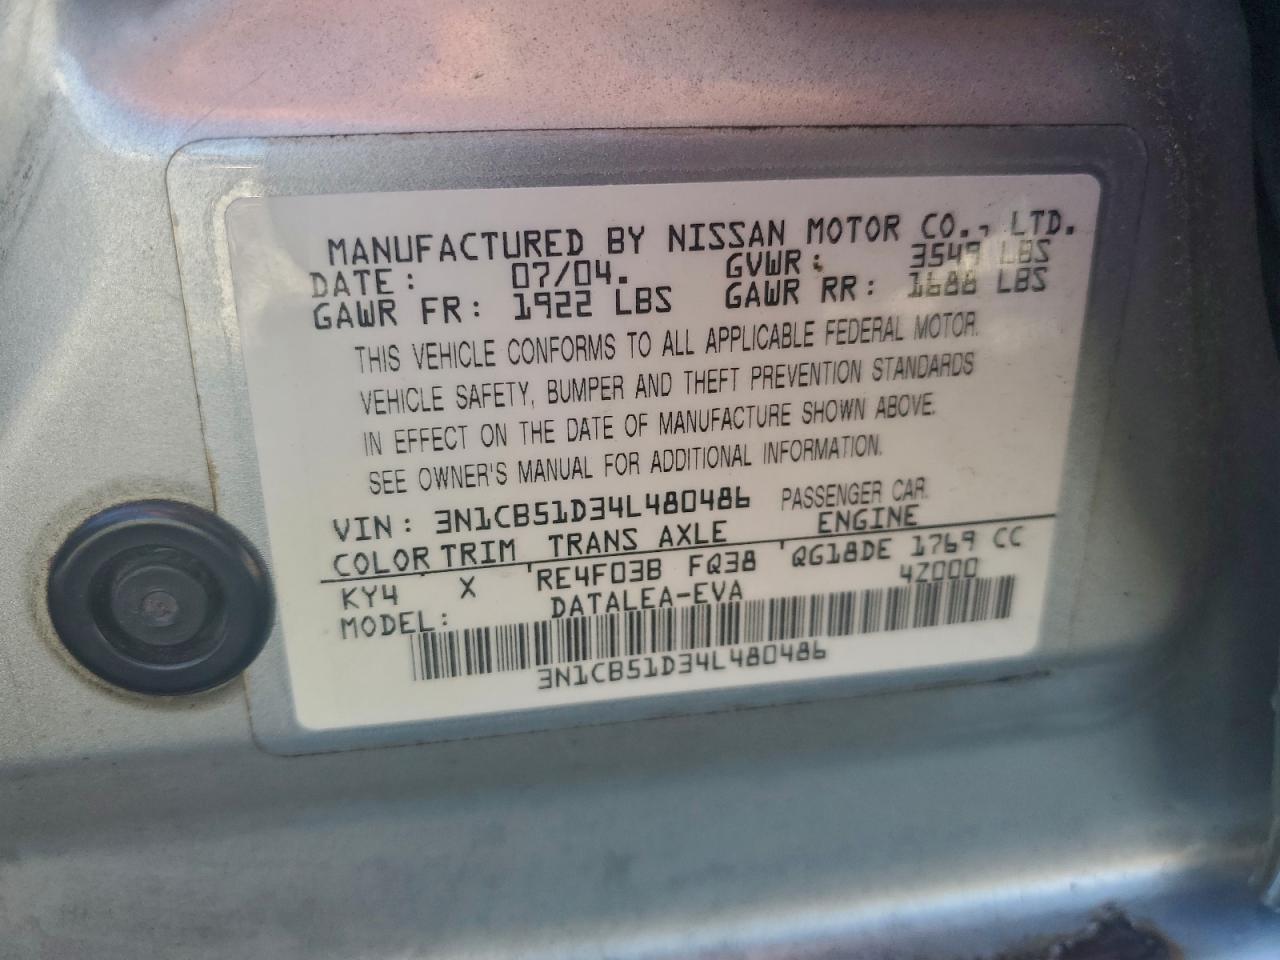 MANUFACTURED BY NISSAN MOTOR CO., LTD.
DATE: 07/04. GVWR: 3549 LBS
GAWR FR: 1922 LBS GAWR RR: 1688 LBS
THIS VEHICLE CONFORMS TO ALL APPLICABLE FEDERAL MOTOR
VEHICLE SAFETY, BUMPER AND THEFT PREVENTION STANDARDS
IN EFFECT ON THE DATE OF MANUFACTURE SHOWN ABOVE.
SEE OWNER'S MANUAL FOR ADDITIONAL INFORMATION.
VIN: 3N1CB51D34L480486 PASSENGER CAR.
COLOR TRIM TRANS AXLE ENGINE
KY4 X RE4F03B FQ38 QG18DE 1769 CC
MODEL: DATALEA-EVA 4Z000
3N1CB51D34L480486